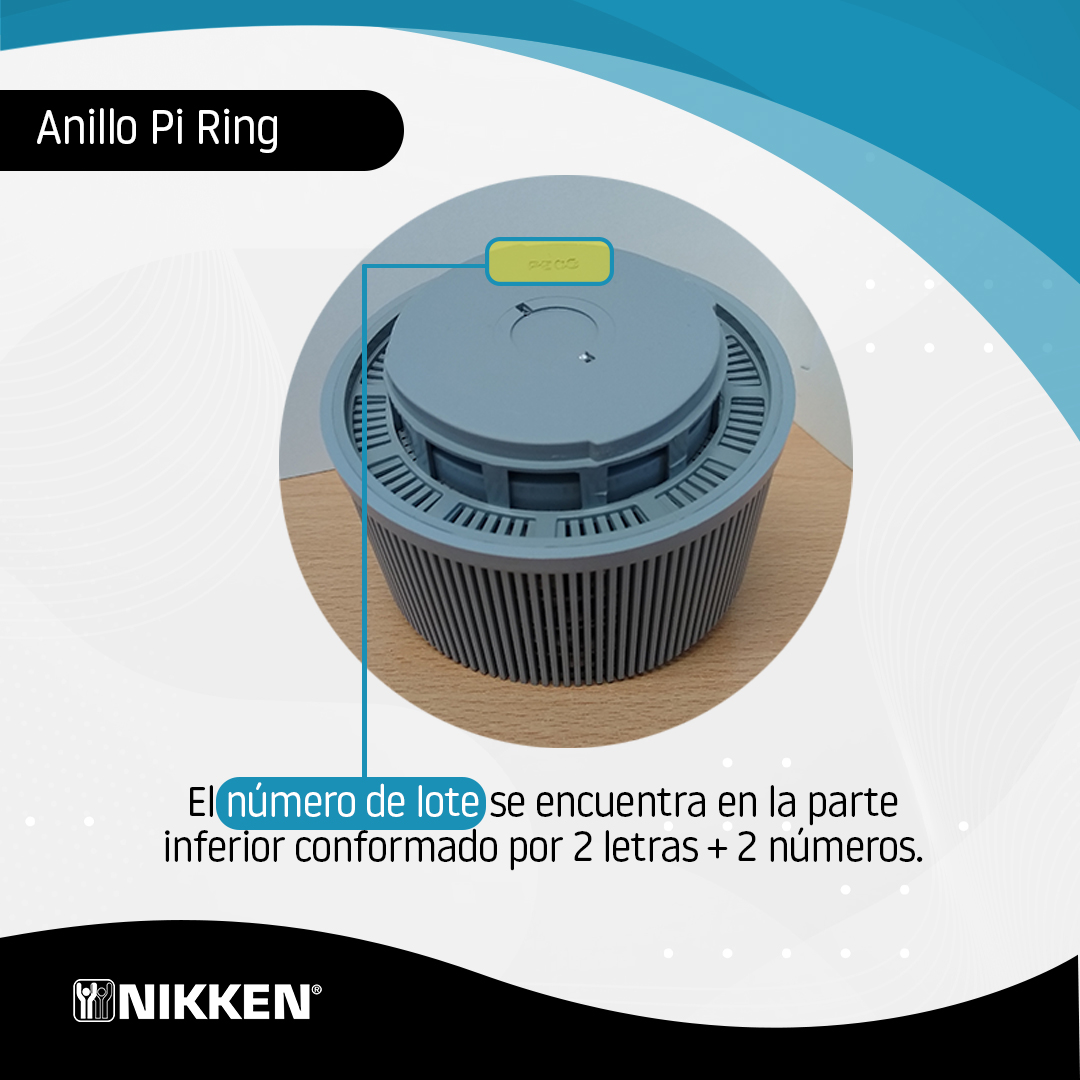 Anillo Pi Ring
El número de lote se encuentra en la parte
inferior conformado por 2 letras + 2 números.
NIKKEN®